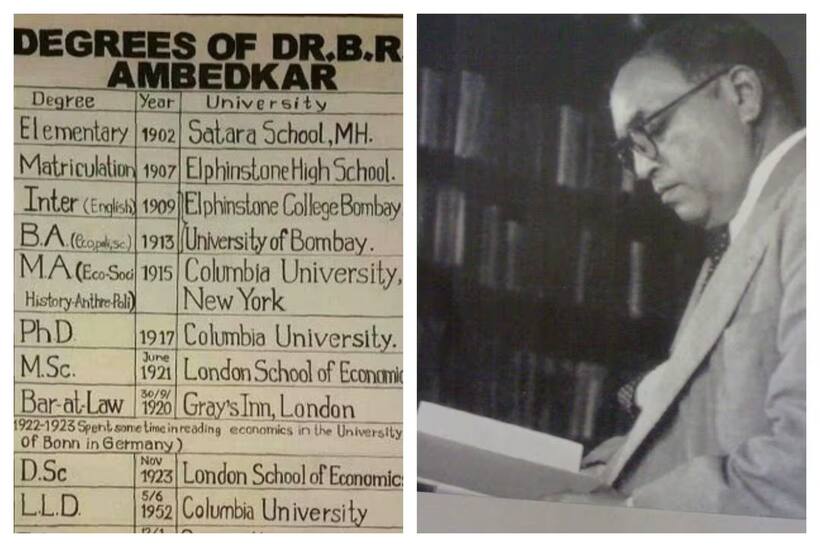 DEGREES OF DR.B.R.
AMBEDKAR
Degree Year University
Elementary 1902 Satara School, MH.
Matriculation 1907 Elphinstone High School.
Inter (English) 1909 Elphinstone College Bombay
B.A. (Eco,poli,sc.) 1913 University of Bombay.
M.A (Eco-Soci 1915 Columbia University,
History-Anthro-Poli) New York
Ph.D 1917 Columbia University.
M.Sc. June 1921 London School of Economic
Bar-at-Law 30/9/ 1920 Gray's Inn, London
1922-1923 Spent some time in reading economics in the University
of Bonn in Germany)
D.Sc Nov 1923 London School of Economics
L.L.D. 5/6 1952 Columbia University